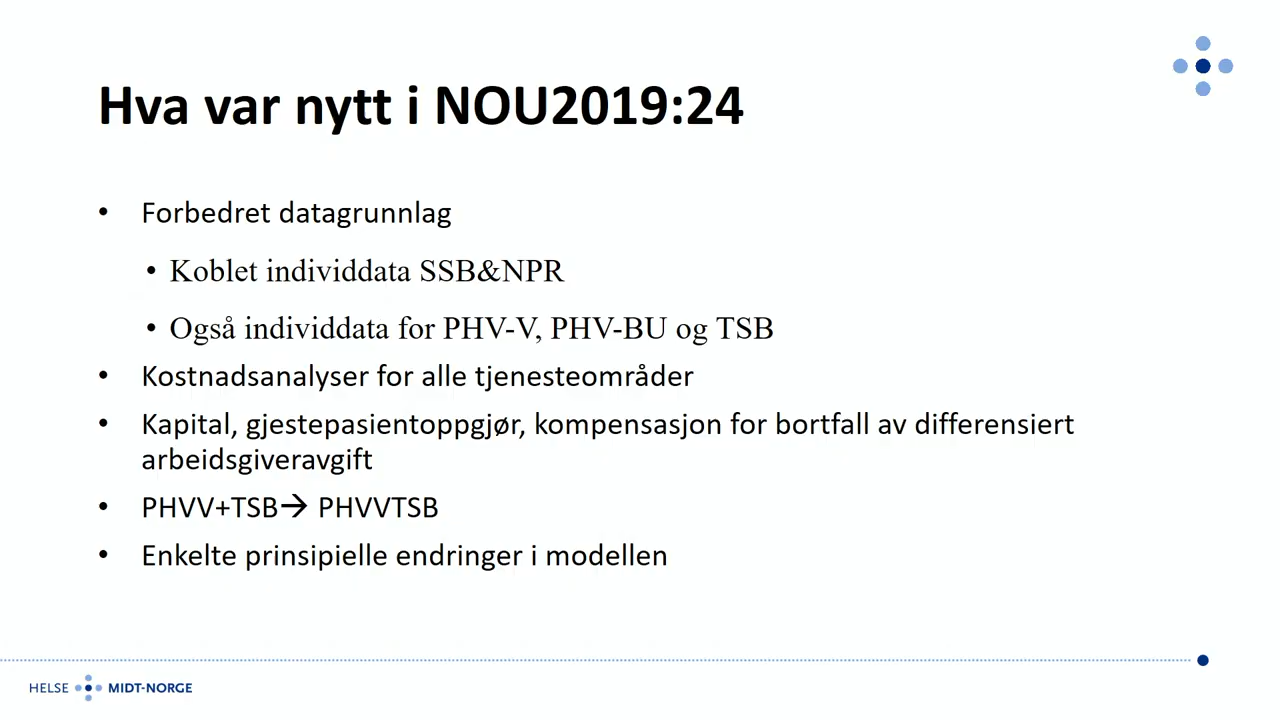 Hva var nytt i NOU2019:24
• Forbedret datagrunnlag
• Koblet individdata SSB&NPR
• Også individdata for PHV-V, PHV-BU og TSB
• Kostnadsanalyser for alle tjenesteområder
• Kapital, gjestepasientoppgjør, kompensasjon for bortfall av differensiert
arbeidsgiveravgift
• PHVV+TSB→ PHVVTSB
• Enkelte prinsipielle endringer i modellen
HELSE MIDT-NORGE